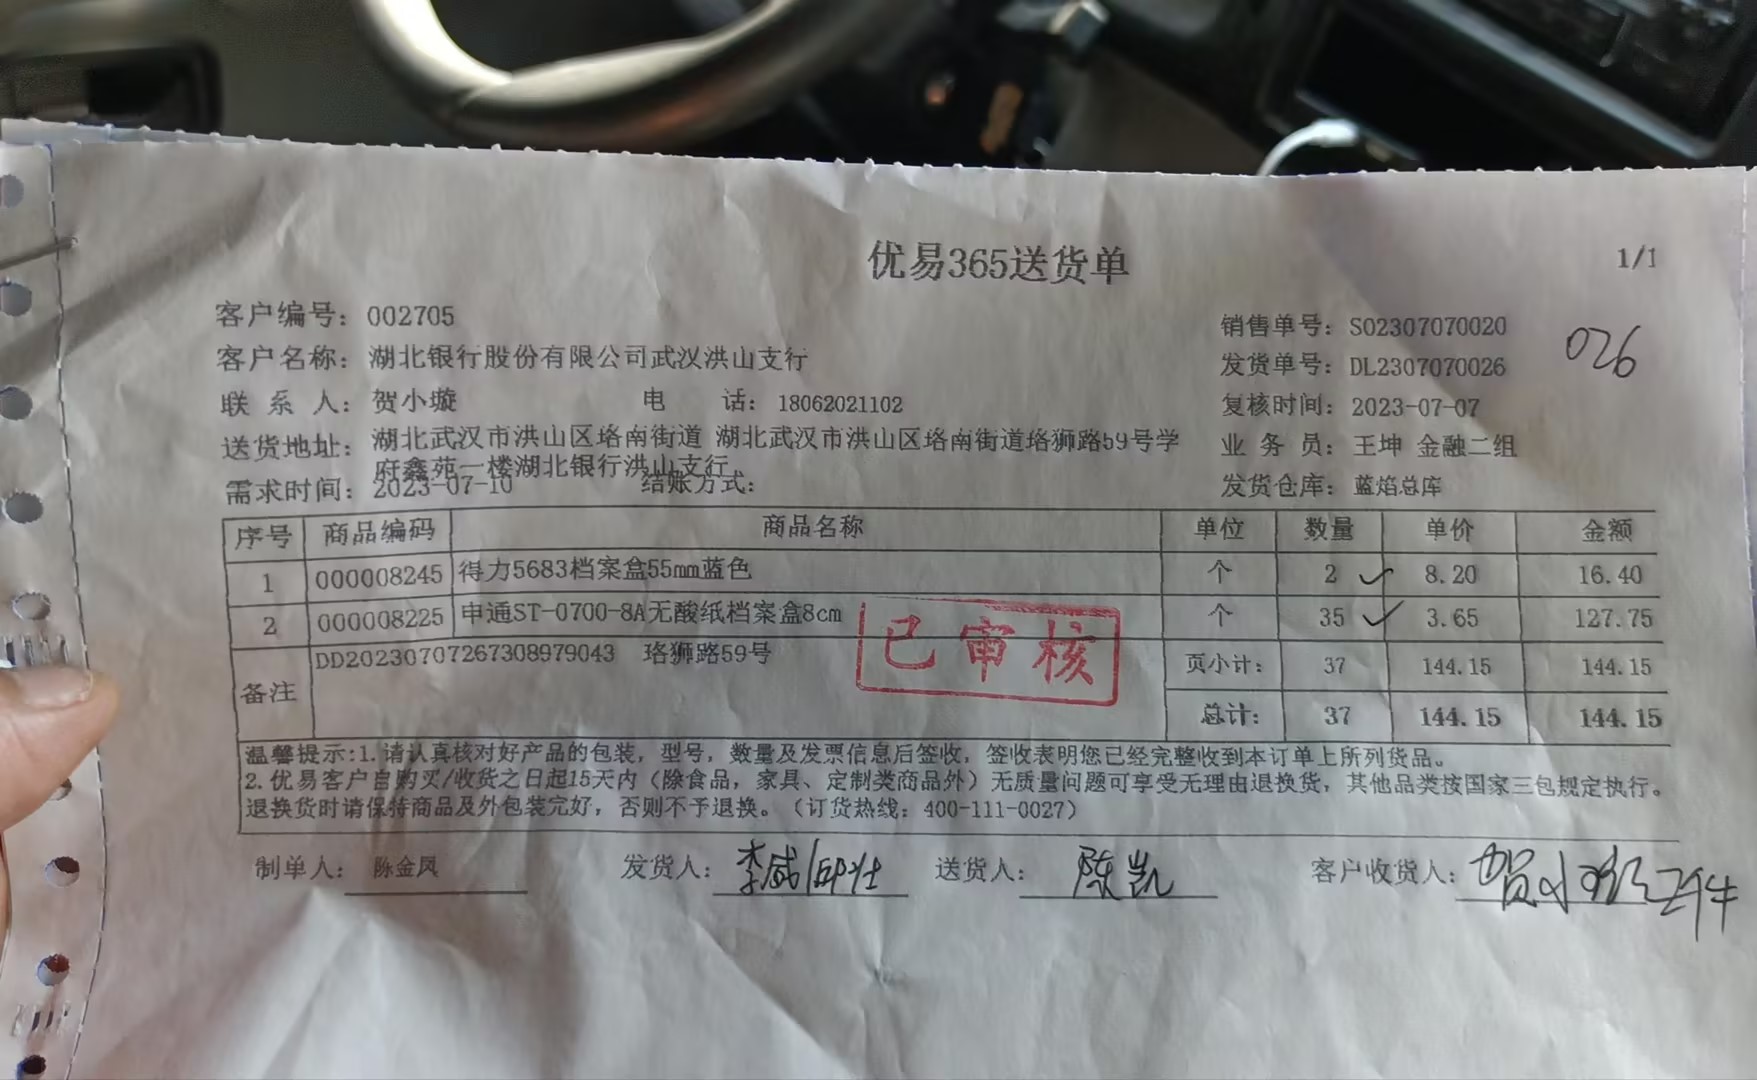 优易365送货单
1/1
客户编号：002705
销售单号：SO2307070020
026
客户名称：湖北银行股份有限公司武汉洪山支行
发货单号：DL2307070026
联 系 人：贺小璇 电 话：18062021102
复核时间：2023-07-07
送货地址：湖北武汉市洪山区珞南街道 湖北武汉市洪山区珞南街道珞狮路59号学
府鑫苑一楼湖北银行洪山支行
业 务 员：王坤 金融二组
需求时间：2023-07-10 结账方式：
发货仓库：蓝焰总库
序号 商品编码 商品名称 单位 数量 单价 金额
1 000008245 得力5683档案盒55mm蓝色 个 2 ✓ 8.20 16.40
2 000008225 申通ST-0700-8A无酸纸档案盒8cm 个 35 ✓ 3.65 127.75
备注 DD20230707267308979043 珞狮路59号
已审核
页小计： 37 144.15 144.15
总计： 37 144.15 144.15
温馨提示:1.请认真核对好产品的包装，型号，数量及发票信息后签收，签收表明您已经完整收到本订单上所列货品。
2.优易客户自购买/收货之日起15天内（除食品，家具、定制类商品外）无质量问题可享受无理由退换货，其他品类按国家三包规定执行。
退换货时请保持商品及外包装完好，否则不予退换。（订货热线：400-111-0027）
制单人： 陈金凤 发货人：李威 送货人： 陈凯 客户收货人：贺小